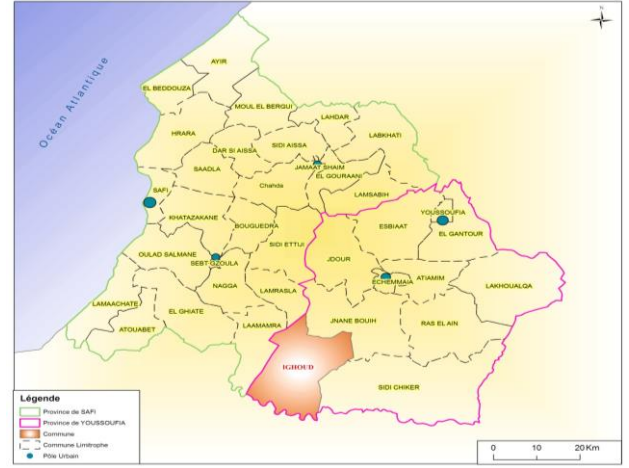 N
Océan Atlantique
AYIR
EL BEDDOUZA
MOUL EL BERGUI
LAHDAR
HRARA
LABKHATI
DAR SI AISSA
SIDI AISSA
SAADLA
JAMAAT SHAIM
EL GOURAANI
Chahda
SAFI
LAMSABIH
KHATAZAKANE
YOUSSOUFIA
BOUGUEDRA
ESBIAAT
EL GANTOUR
SIDI ETTIJI
OULAD SALMANE
SEBT GZOULA
JDOUR
ATIAMIM
ECHEMMAIA
LAKHOUALQA
NAGGA
LAMRASLA
LAMAACHATE
EL GHIATE
ATOUABET
LAAMAMRA
JNANE BOUIH
RAS EL AIN
IGHOUD
SIDI CHIKER
Légende
Province de SAFI
Province de YOUSSOUFIA
Commune
Commune Limitrophe
Pôle Urbain
0 10 20 Km